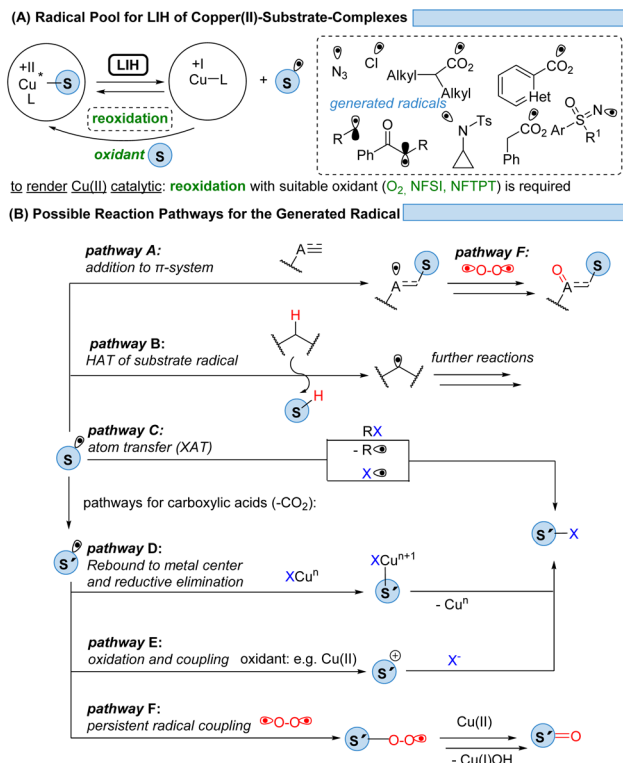 (A) Radical Pool for LIH of Copper(II)-Substrate-Complexes
+II
Cu * S
L
LIH
+I
Cu—L
+ S
reoxidation
oxidant S
N3
Cl
Alkyl CO2
Alkyl
CO2
Het
generated radicals
R
Ph O R
N Ts
CO2
Ph
O N
Ar S R1
to render Cu(II) catalytic: reoxidation with suitable oxidant (O2, NFSI, NFTPT) is required
(B) Possible Reaction Pathways for the Generated Radical
pathway A:
addition to π-system
A
A S
pathway F:
O-O
O A S
pathway B:
HAT of substrate radical
H
S H
further reactions
S
pathway C:
atom transfer (XAT)
RX
- R
X
pathways for carboxylic acids (-CO2):
S′—X
S′
pathway D:
Rebound to metal center
and reductive elimination
XCun
XCun+1
S′
- Cun
pathway E:
oxidation and coupling
oxidant: e.g. Cu(II)
S′ +
X-
pathway F:
persistent radical coupling
O-O
S′—O-O
Cu(II)
- Cu(I)OH
S′=O